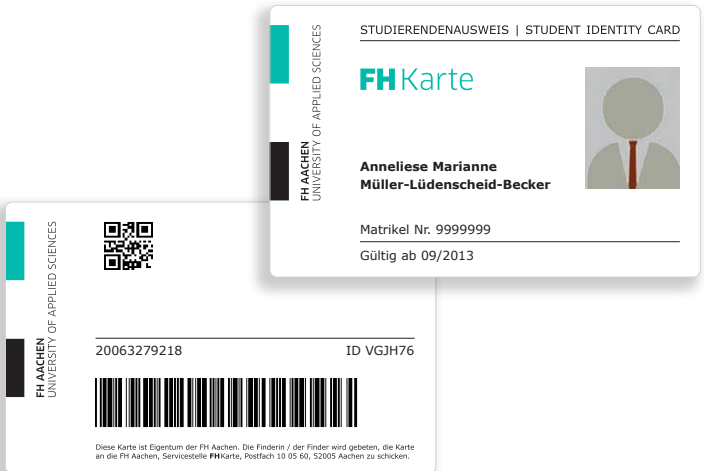 STUDIERENDENAUSWEIS | STUDENT IDENTITY CARD
FH Karte
FH AACHEN
UNIVERSITY OF APPLIED SCIENCES
Anneliese Marianne
Müller-Lüdenscheid-Becker
Matrikel Nr. 9999999
Gültig ab 09/2013
FH AACHEN
UNIVERSITY OF APPLIED SCIENCES
20063279218 ID VGJH76
Diese Karte ist Eigentum der FH Aachen. Die Finderin / der Finder wird gebeten, die Karte
an die FH Aachen, Servicestelle FHKarte, Postfach 10 05 60, 52005 Aachen zu schicken.